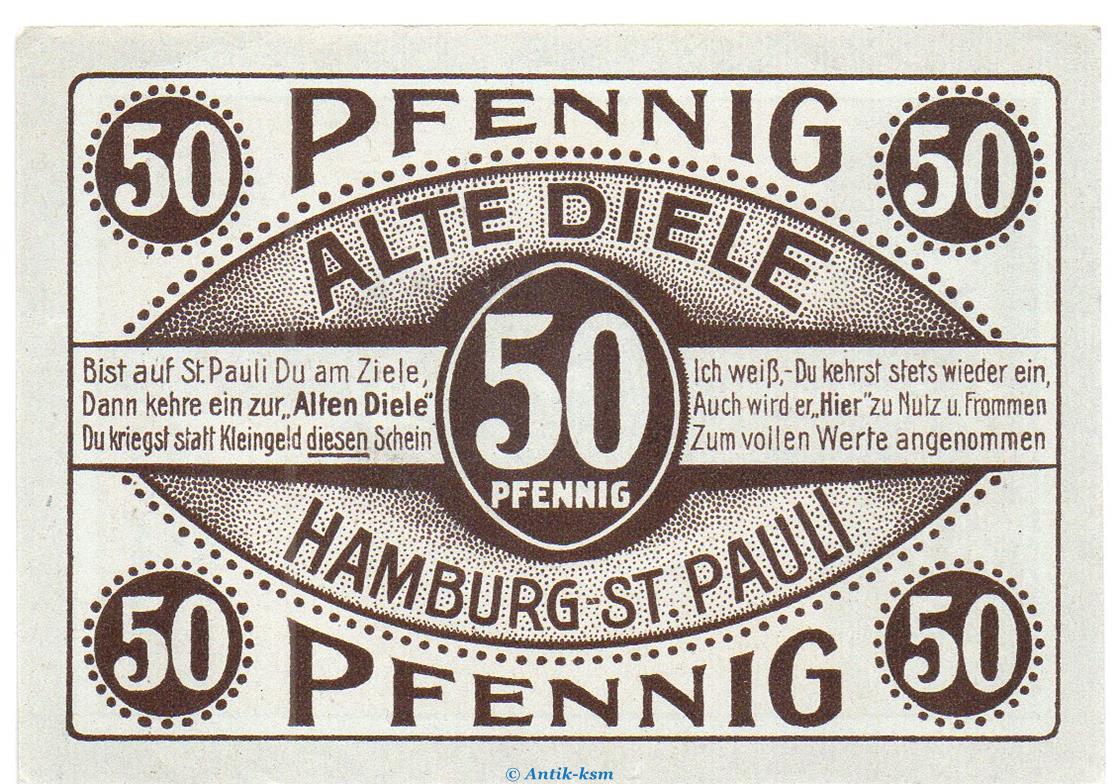 50 PFENNIG 50
ALTE DIELE
Bist auf St. Pauli Du am Ziele,
Dann kehre ein zur „Alten Diele“
Du kriegst statt Kleingeld diesen Schein
50
PFENNIG
Ich weiß,- Du kehrst stets wieder ein,
Auch wird er „Hier“ zu Nutz u. Frommen
Zum vollen Werte angenommen
HAMBURG-ST. PAULI
50 PFENNIG 50
© Antik-ksm